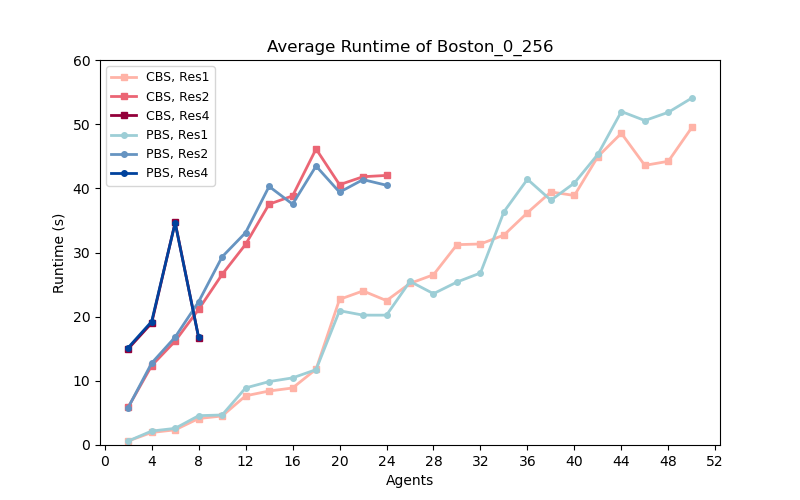 Average Runtime of Boston_0_256
60
50
40
30
20
10
0
Runtime (s)
CBS, Res1
CBS, Res2
CBS, Res4
PBS, Res1
PBS, Res2
PBS, Res4
0 4 8 12 16 20 24 28 32 36 40 44 48 52
Agents